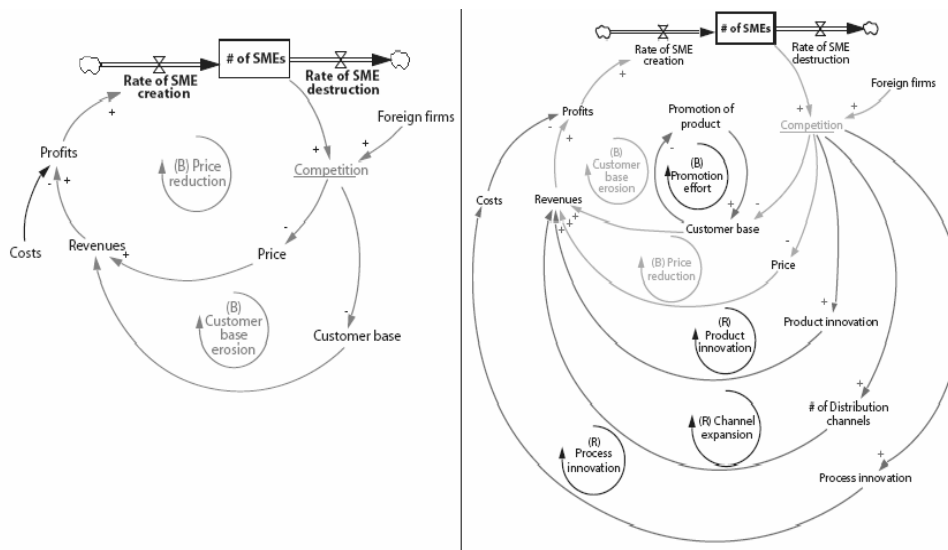 # of SMEs
Rate of SME
creation
Rate of SME
destruction
Foreign firms
+
+
+
Profits
(B) Price
reduction
Competition
-
+
Costs
Revenues
+
-
Price
(B)
Customer
base
erosion
-
Customer base
# of SMEs
Rate of SME
creation
Rate of SME
destruction
+
Foreign firms
Profits
Promotion of
product
+
+
Competition
-
+
(B)
Customer
base
erosion
-
(B)
Promotion
effort
Costs
Revenues
+
-
+
+
+
Customer base
-
(B) Price
reduction
Price
+
(R)
Product
innovation
Product innovation
+
# of Distribution
channels
(R) Channel
expansion
(R)
Process
innovation
+
Process innovation